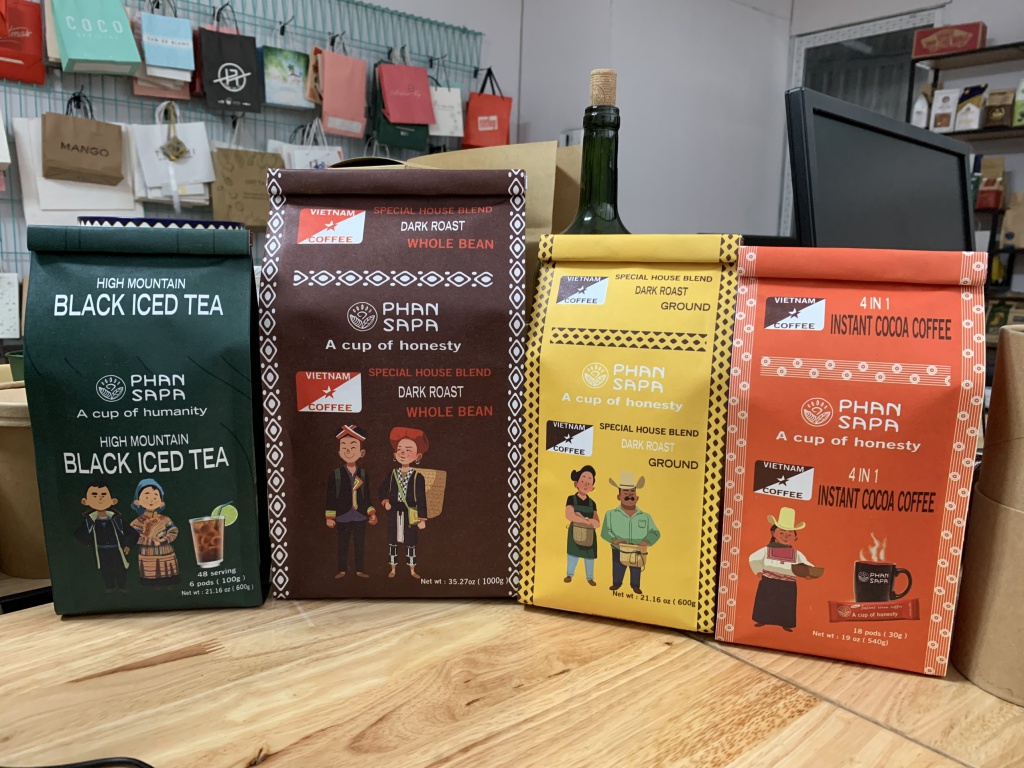 COCO
MANGO
HIGH MOUNTAIN
BLACK ICED TEA
PHAN
SAPA
A cup of humanity
HIGH MOUNTAIN
BLACK ICED TEA
48 serving
6 pods ( 100g )
Net wt : 21.16 oz ( 600g )
VIETNAM
COFFEE
SPECIAL HOUSE BLEND
DARK ROAST
WHOLE BEAN
PHAN
SAPA
A cup of honesty
VIETNAM
COFFEE
SPECIAL HOUSE BLEND
DARK ROAST
WHOLE BEAN
Net wt : 35.27oz ( 1000g )
VIETNAM
COFFEE
SPECIAL HOUSE BLEND
DARK ROAST
GROUND
PHAN
SAPA
A cup of honesty
VIETNAM
COFFEE
SPECIAL HOUSE BLEND
DARK ROAST
GROUND
Net wt : 21.16 oz ( 600g
VIETNAM
COFFEE
4 IN 1
INSTANT COCOA COFFEE
PHAN
SAPA
A cup of honesty
VIETNAM
COFFEE
4 IN 1
INSTANT COCOA COFFEE
PHAN
SAPA
A cup of honesty
18 pods ( 30g )
Net wt : 19 oz ( 540g)